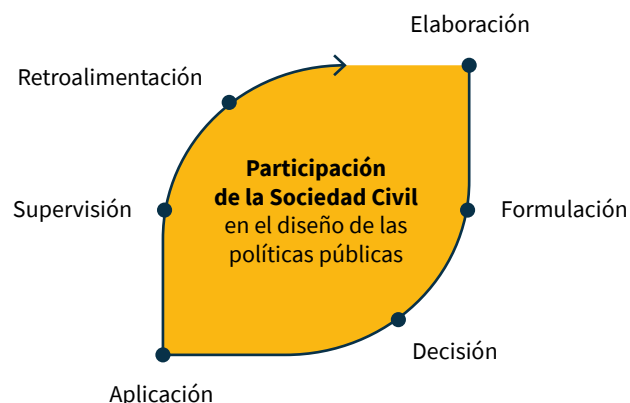 Elaboración
Retroalimentación
Participación
de la Sociedad Civil
en el diseño de las
políticas públicas
Supervisión
Formulación
Decisión
Aplicación